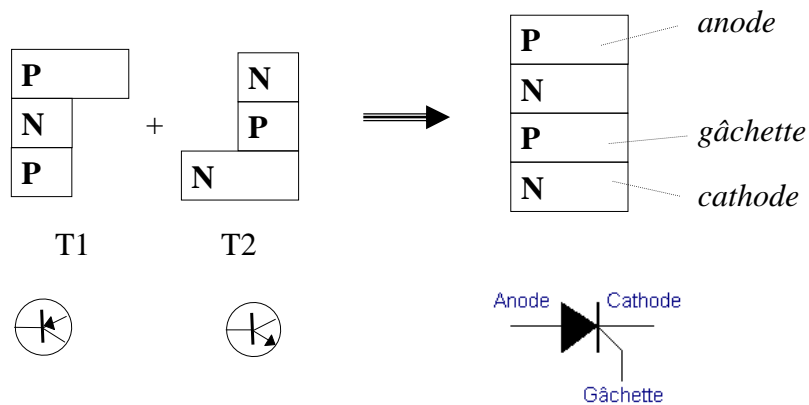 P
N
P
T1
+
N
P
N
T2
P
N
P
N
anode
gâchette
cathode
Anode
Cathode
Gâchette